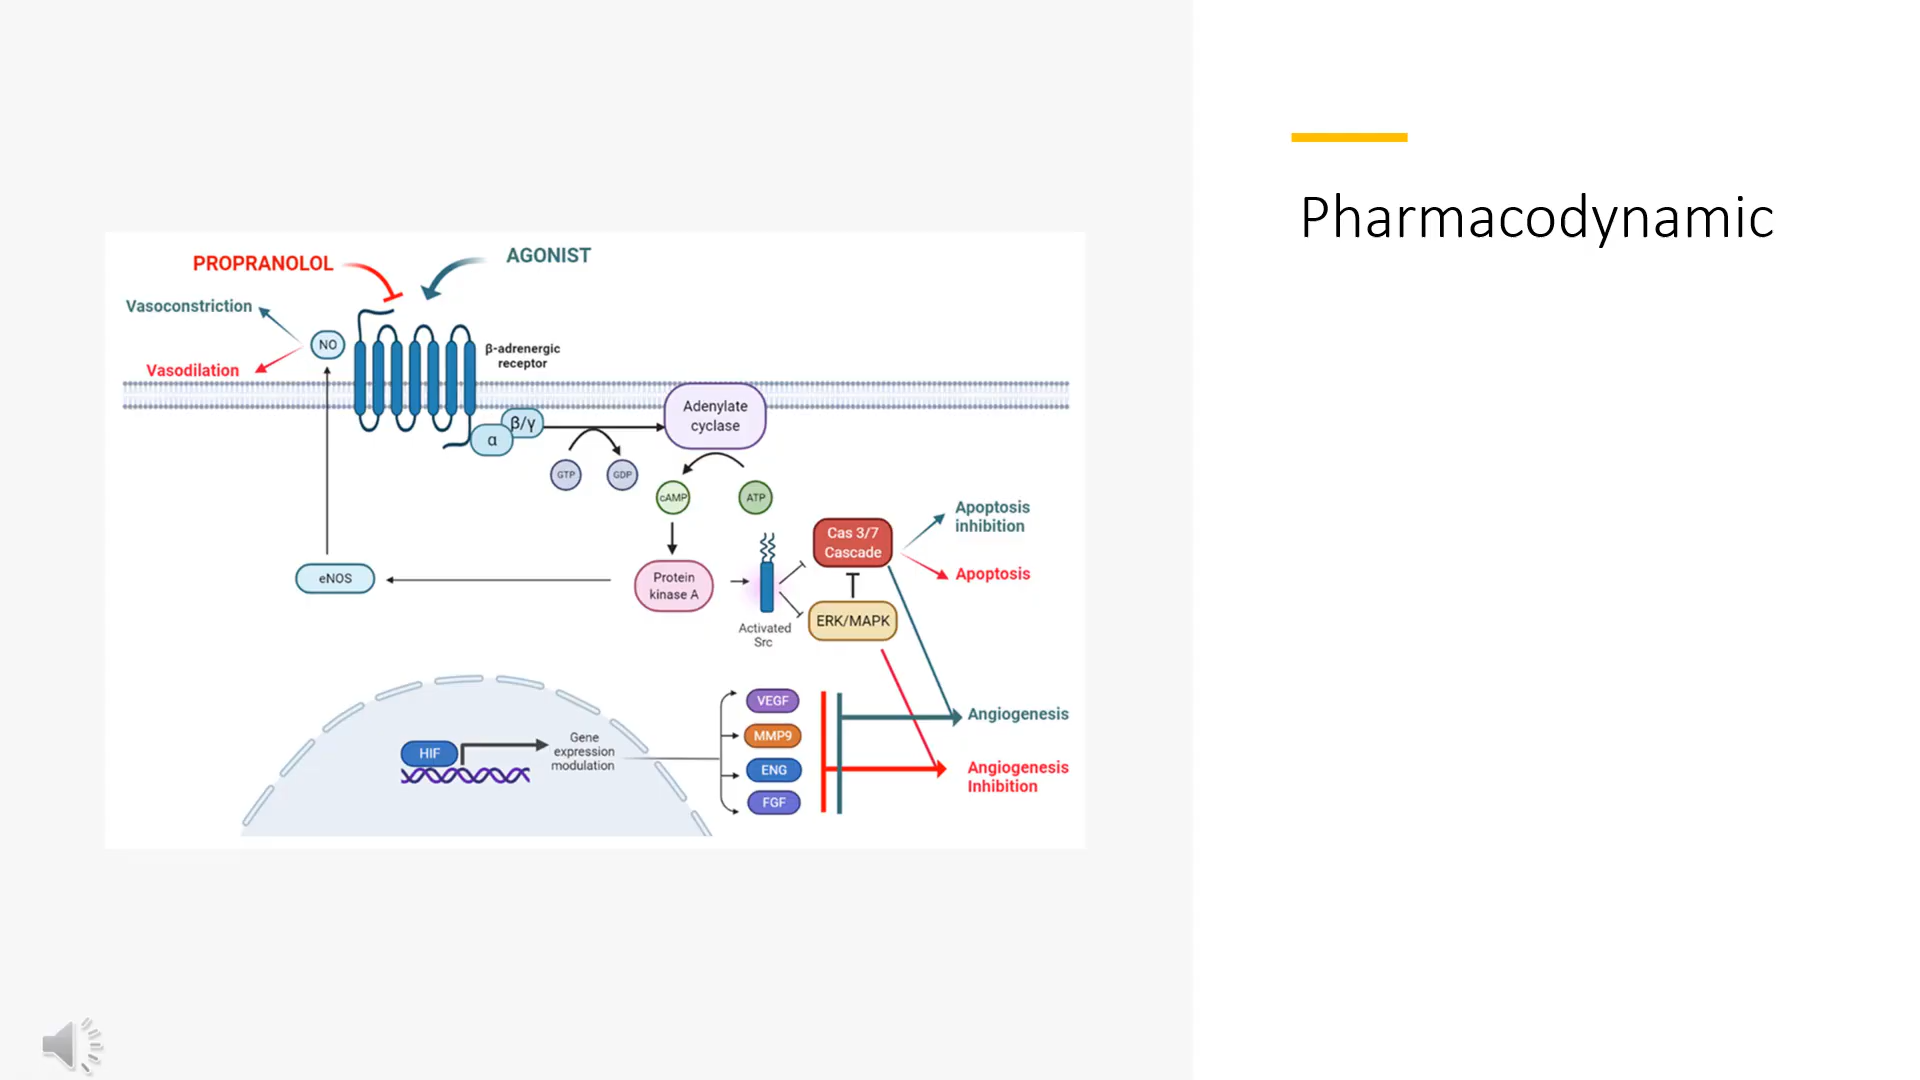 Pharmacodynamic
PROPRANOLOL
AGONIST
Vasoconstriction
NO
Vasodilation
β-adrenergic
receptor
Adenylate
cyclase
β/γ
α
GTP
GDP
cAMP
ATP
Apoptosis
inhibition
Cas 3/7
Cascade
Apoptosis
eNOS
Protein
kinase A
ERK/MAPK
Activated
Src
VEGF
Angiogenesis
MMP9
HIF
Gene
expression
modulation
ENG
Angiogenesis
Inhibition
FGF